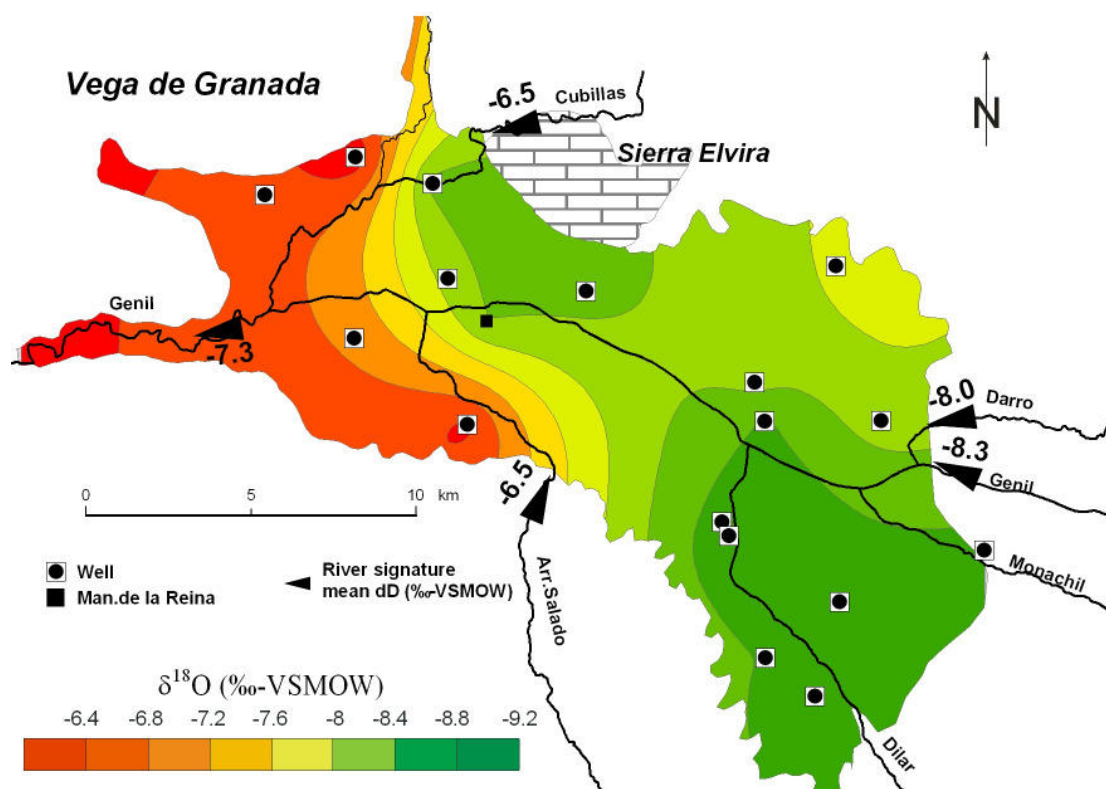 Vega de Granada
-6.5
Cubillas
N
Sierra Elvira
Genil
-7.3
-8.0
Darro
-8.3
Genil
-6.5
0 5 10 km
Monachil
Well
River signature
Man.de la Reina
mean dD (‰-VSMOW)
Arr.Salado
δ18O (‰-VSMOW)
-6.4 -6.8 -7.2 -7.6 -8 -8.4 -8.8 -9.2
Dilar